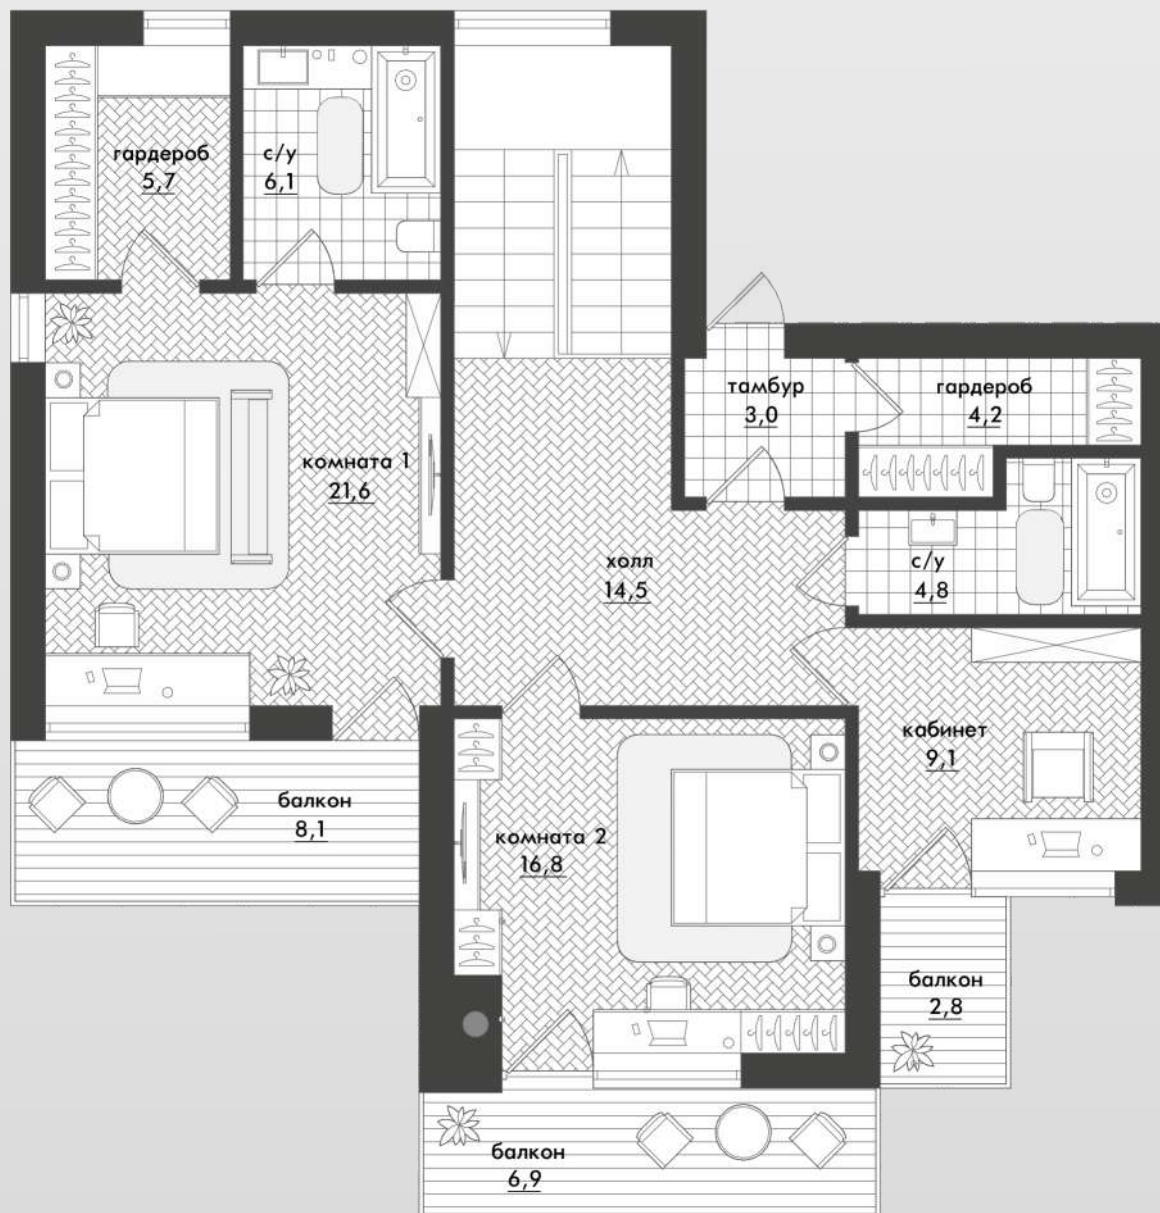 гардероб
5,7
с/у
6,1
тамбур
3,0
гардероб
4,2
комната 1
21,6
холл
14,5
с/у
4,8
кабинет
9,1
балкон
8,1
комната 2
16,8
балкон
2,8
балкон
6,9